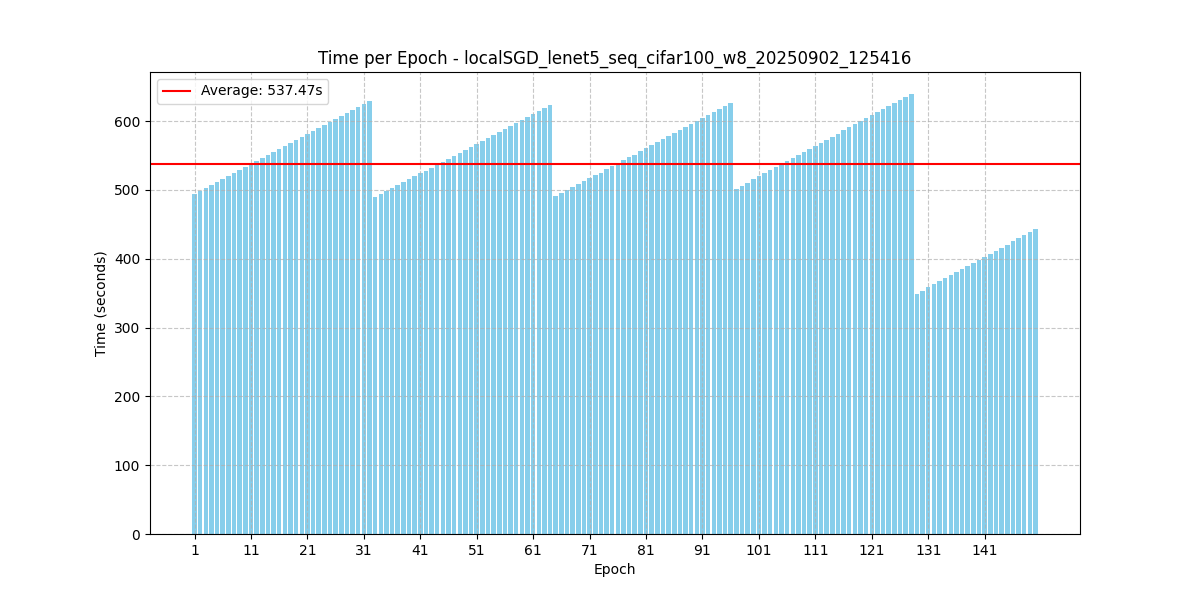 Time per Epoch - localSGD_lenet5_seq_cifar100_w8_20250902_125416
Average: 537.47s
600
500
400
300
200
100
0
Time (seconds)
1 11 21 31 41 51 61 71 81 91 101 111 121 131 141
Epoch